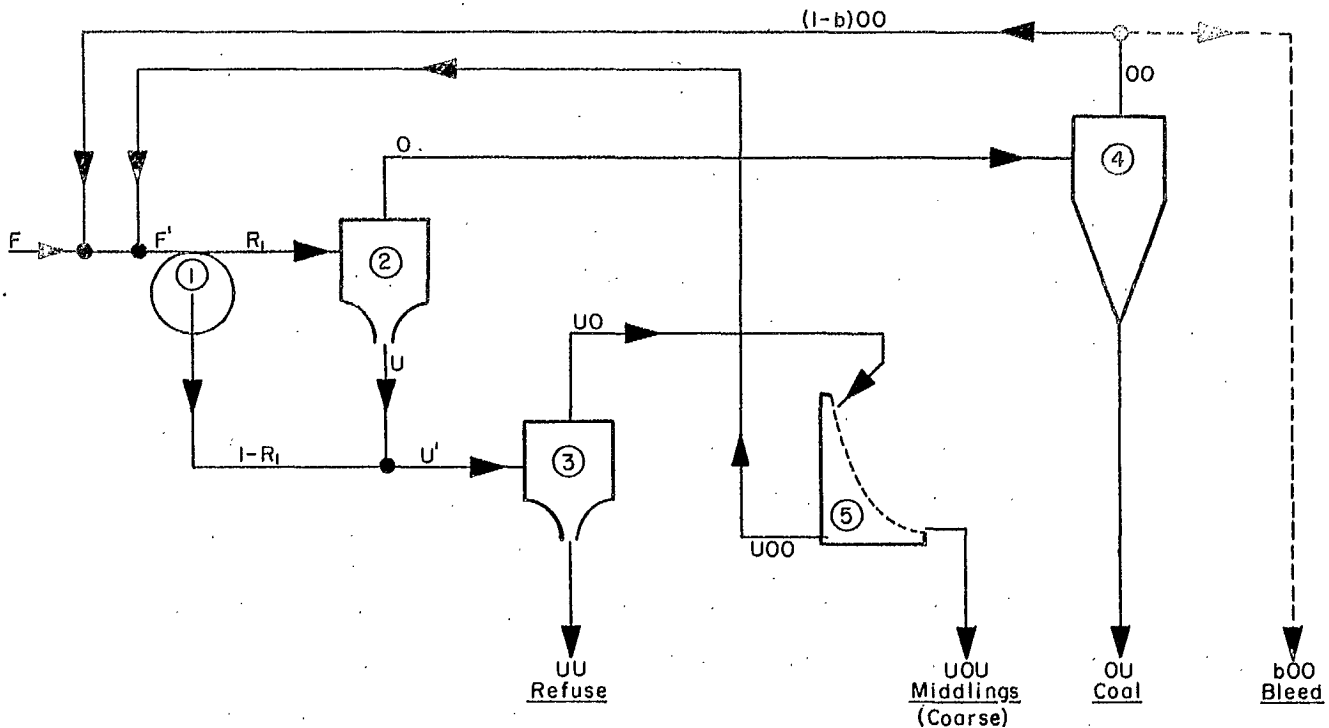 (1-b)OO
OO
O
4
F
F'
R₁
1
2
UO
U
1-R₁
U'
3
5
UOO
UU
Refuse
UOU
Middlings
(Coarse)
OU
Coal
bOO
Bleed